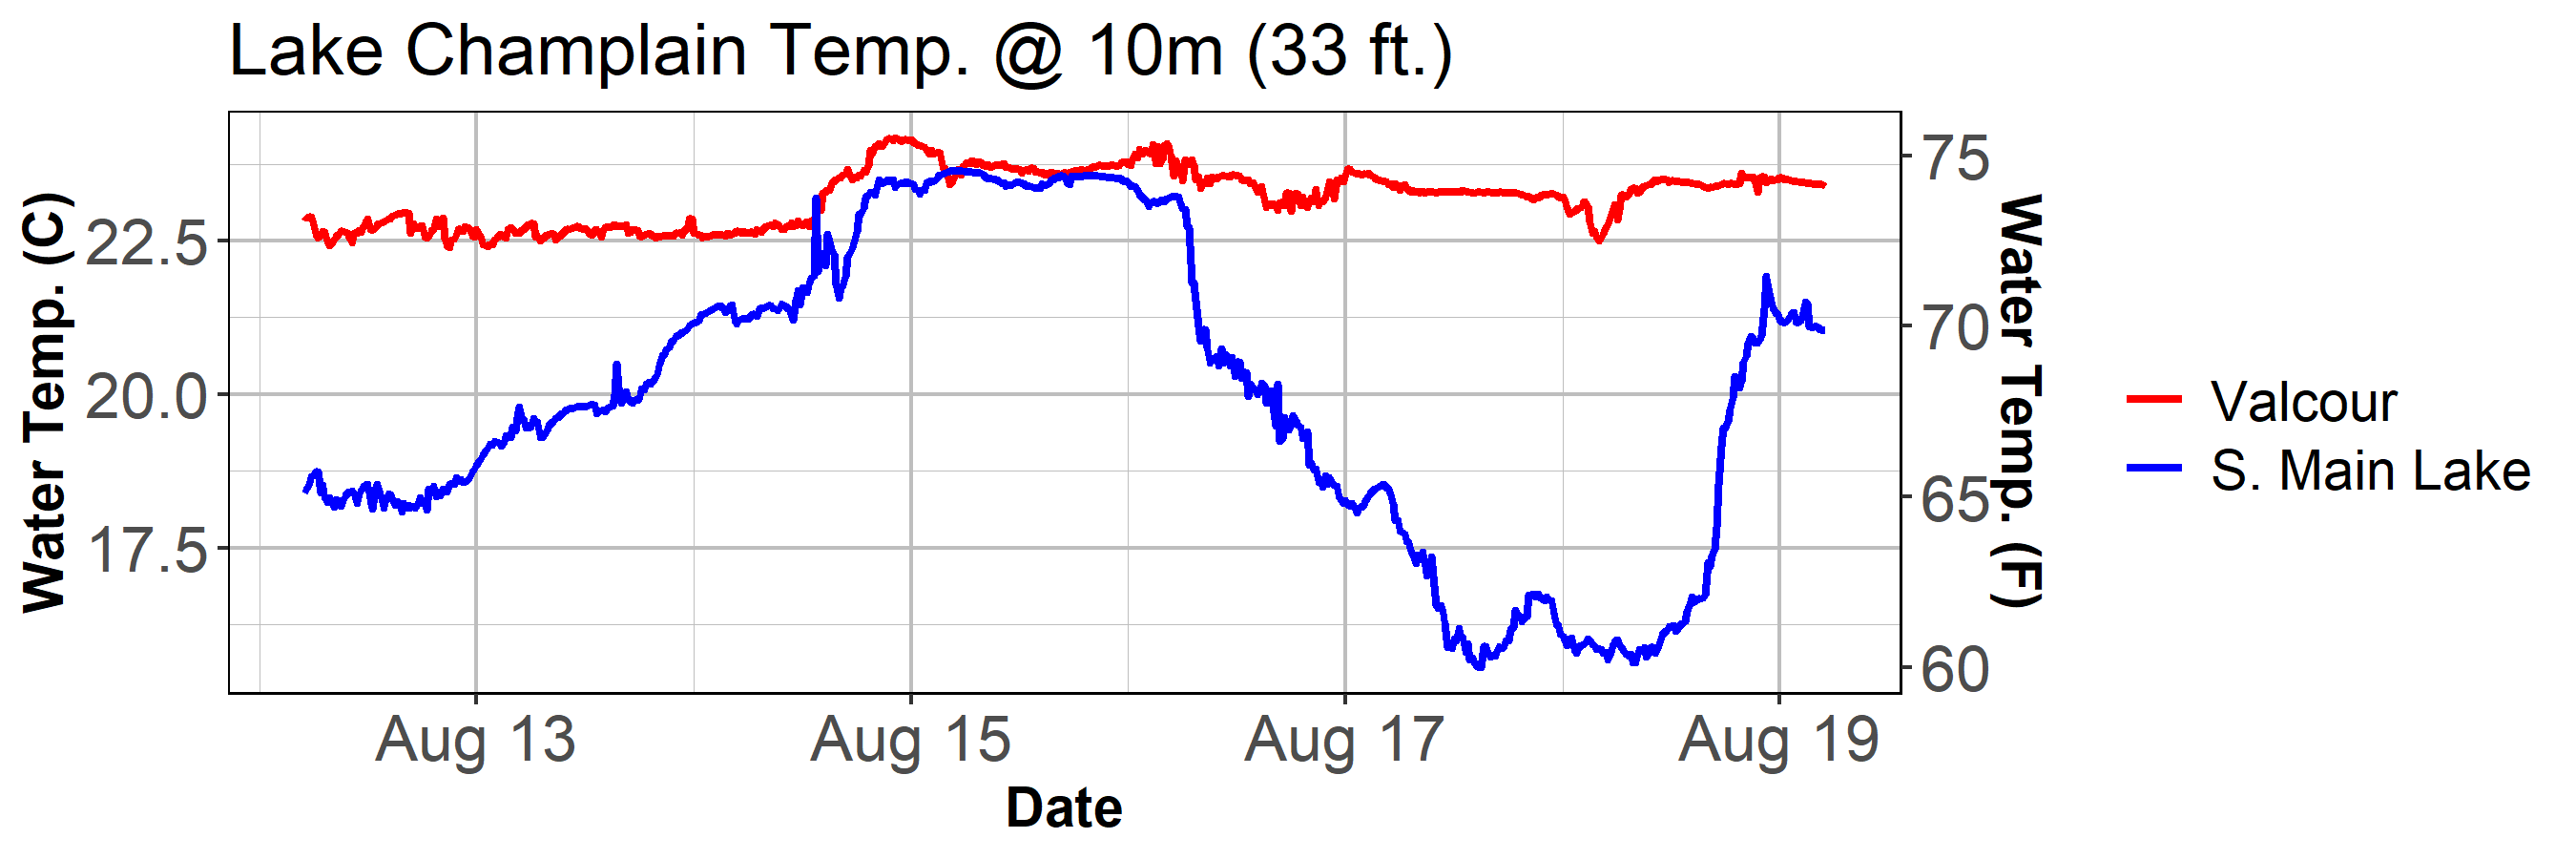 Lake Champlain Temp. @ 10m (33 ft.)
Water Temp. (C)
22.5
20.0
17.5
75
70
65
60
Water Temp. (F)
Aug 13
Aug 15
Aug 17
Aug 19
Date
Valcour
S. Main Lake